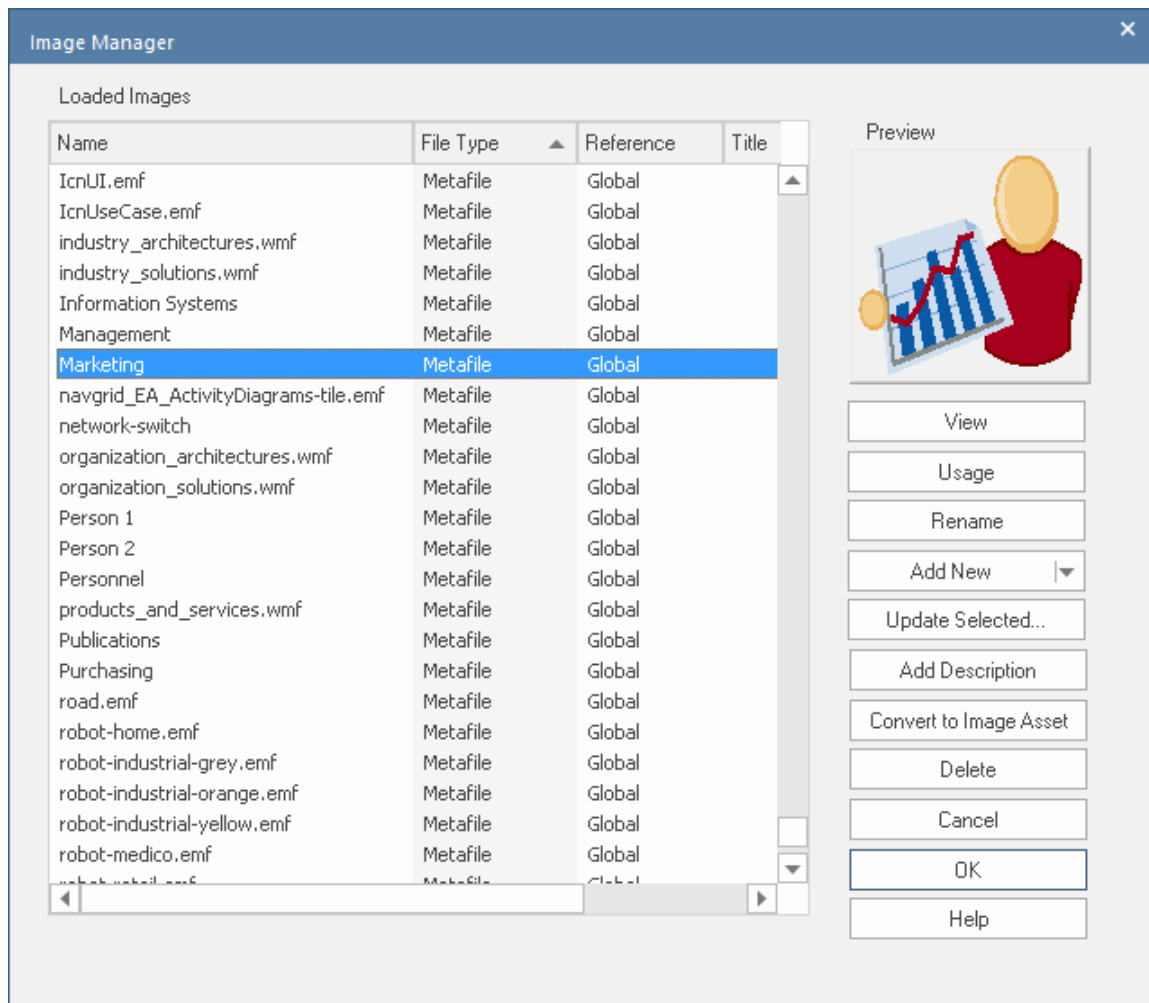 Image Manager
Loaded Images
Name File Type Reference Title
IcnUI.emf Metafile Global
IcnUseCase.emf Metafile Global
industry_architectures.wmf Metafile Global
industry_solutions.wmf Metafile Global
Information Systems Metafile Global
Management Metafile Global
Marketing Metafile Global
navgrid_EA_ActivityDiagrams-tile.emf Metafile Global
network-switch Metafile Global
organization_architectures.wmf Metafile Global
organization_solutions.wmf Metafile Global
Person 1 Metafile Global
Person 2 Metafile Global
Personnel Metafile Global
products_and_services.wmf Metafile Global
Publications Metafile Global
Purchasing Metafile Global
road.emf Metafile Global
robot-home.emf Metafile Global
robot-industrial-grey.emf Metafile Global
robot-industrial-orange.emf Metafile Global
robot-industrial-yellow.emf Metafile Global
robot-medico.emf Metafile Global
Preview
View
Usage
Rename
Add New
Update Selected...
Add Description
Convert to Image Asset
Delete
Cancel
OK
Help